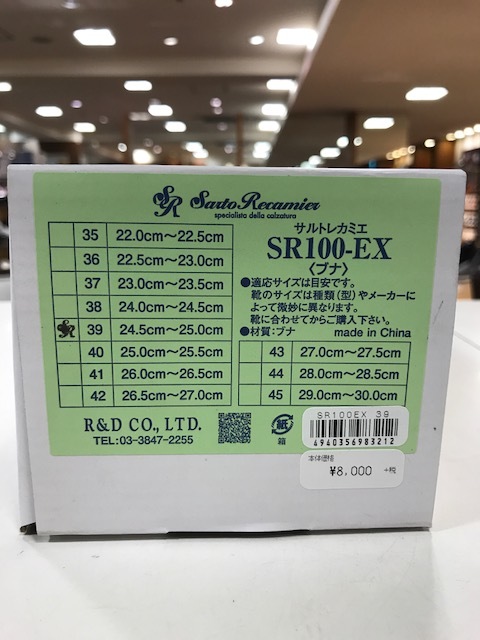 SR Sarto Recamier
specialista della calzatura
サルトレカミエ
SR100-EX
〈ブナ〉
●適応サイズは目安です。
靴のサイズは種類(型)やメーカーに
よって微妙に異なります。
靴に合わせてからご購入下さい。
●材質:ブナ made in China
35 22.0cm〜22.5cm
36 22.5cm〜23.0cm
37 23.0cm〜23.5cm
38 24.0cm〜24.5cm
SR 39 24.5cm〜25.0cm
40 25.0cm〜25.5cm
41 26.0cm〜26.5cm
42 26.5cm〜27.0cm
43 27.0cm〜27.5cm
44 28.0cm〜28.5cm
45 29.0cm〜30.0cm
R&D CO., LTD.
TEL:03-3847-2255
紙
箱
SR100EX 39
4940356983212
本体価格
¥8,000 +税